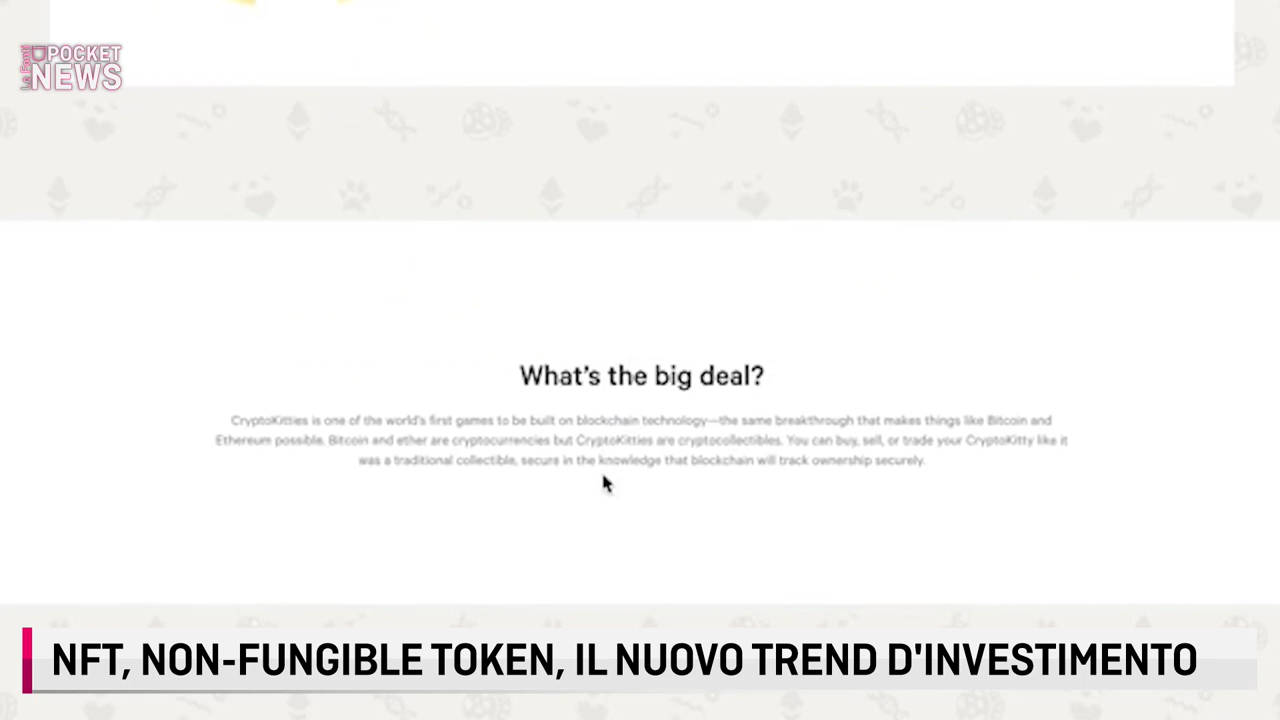 Le Fonti
POCKET
NEWS
What's the big deal?
CryptoKitties is one of the world's first games to be built on blockchain technology—the same breakthrough that makes things like Bitcoin and
Ethereum possible. Bitcoin and ether are cryptocurrencies but CryptoKitties are cryptocollectibles. You can buy, sell, or trade your CryptoKitty like it
was a traditional collectible, secure in the knowledge that blockchain will track ownership securely.
NFT, NON-FUNGIBLE TOKEN, IL NUOVO TREND D'INVESTIMENTO